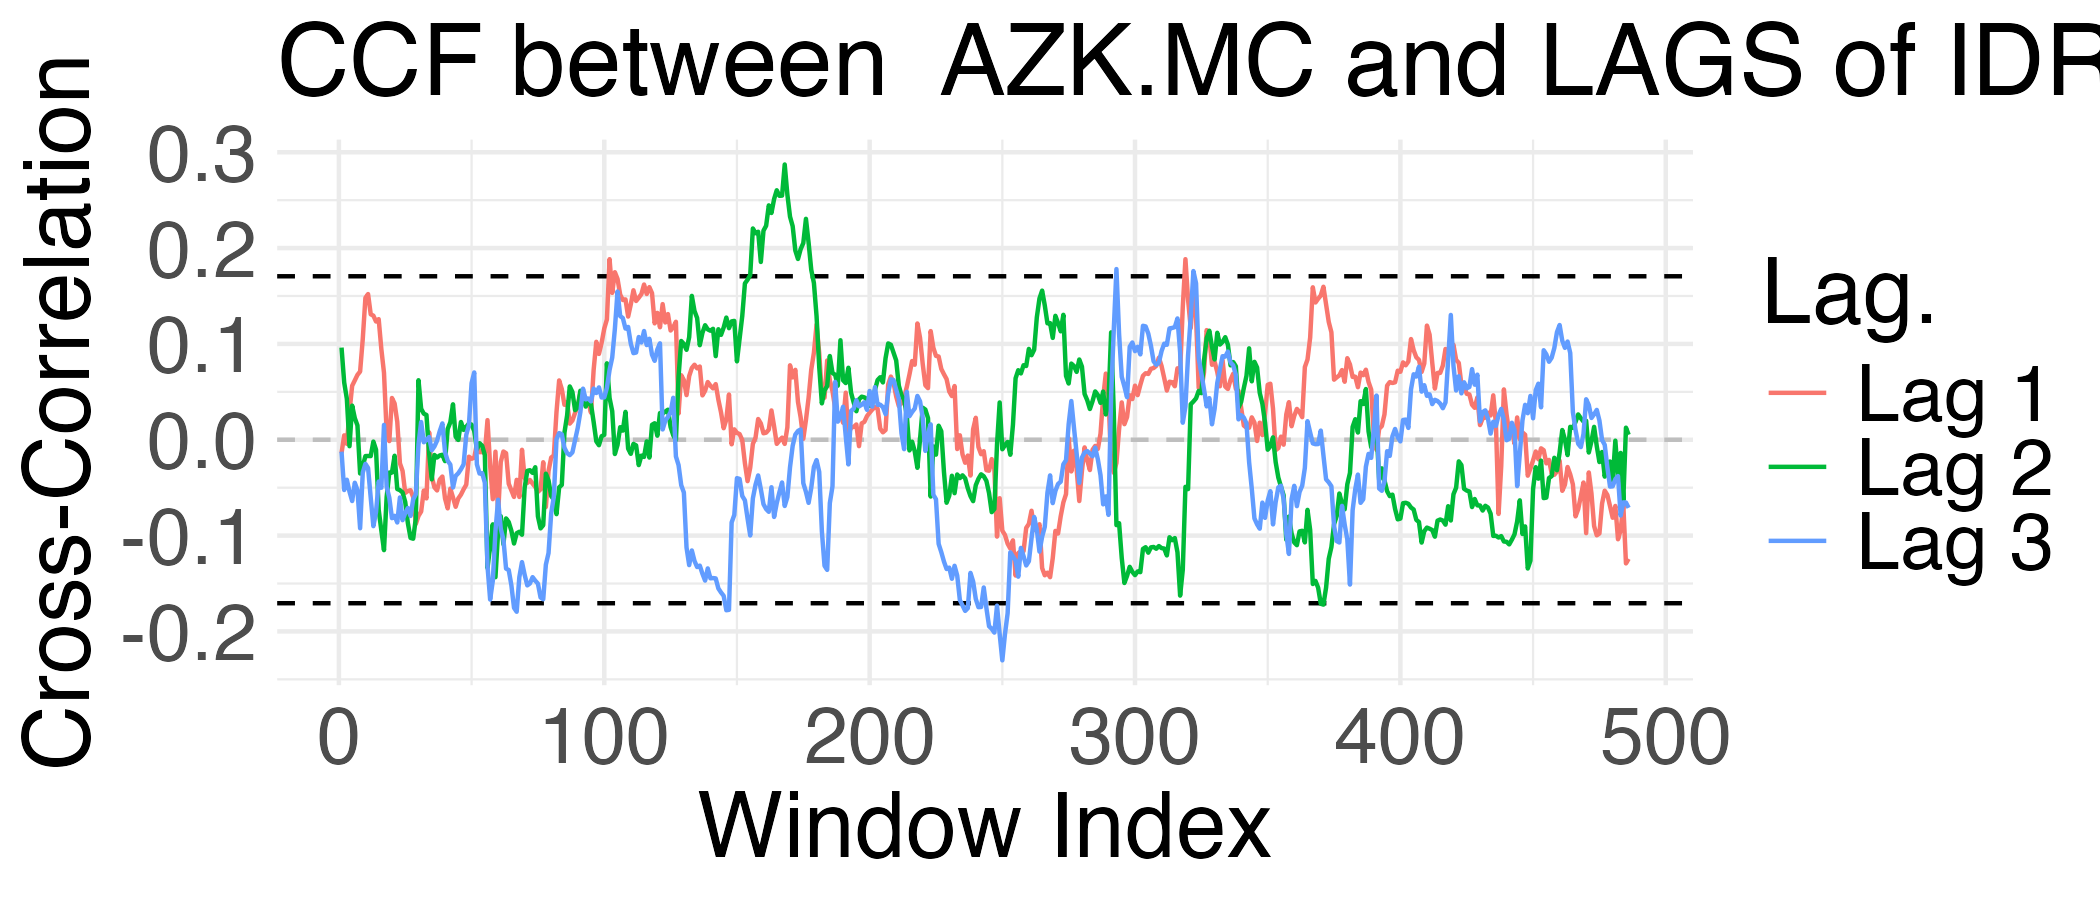 CCF between  AZK.MC and LAGS of IDR
Cross-Correlation
0.3
0.2
0.1
0.0
-0.1
-0.2
0 100 200 300 400 500
Window Index
Lag.
Lag 1
Lag 2
Lag 3